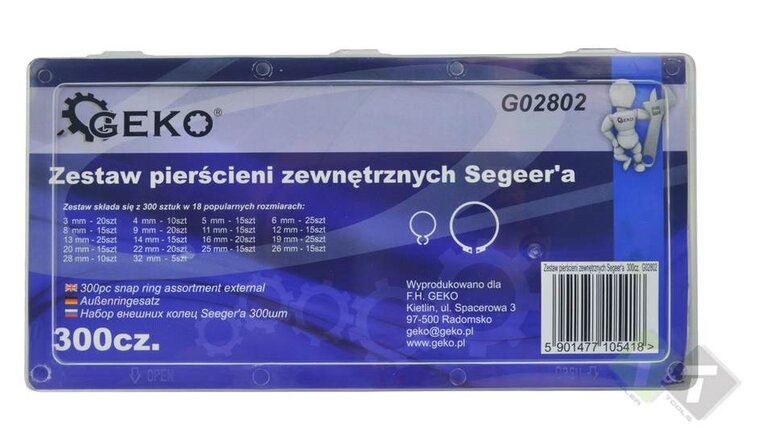 GEKO®
G02802
Zestaw pierścieni zewnętrznych Segeer'a
Zestaw składa się z 300 sztuk w 18 popularnych rozmiarach:
3 mm - 20szt 4 mm - 10szt 5 mm - 15szt 6 mm - 25szt
8 mm - 15szt 9 mm - 20szt 11 mm - 15szt 12 mm - 15szt
13 mm - 25szt 14 mm - 15szt 16 mm - 20szt 19 mm - 25szt
20 mm - 15szt 22 mm - 20szt 25 mm - 15szt 26 mm - 15szt
28 mm - 10szt 32 mm - 5szt
300pc snap ring assortment external
Außenringesatz
Набор внешних колец Seeger'a 300шт
300cz.
Wyprodukowano dla
F.H. GEKO
Kietlin, ul. Spacerowa 3
97-500 Radomsko
geko@geko.pl
www.geko.pl
Zestaw pierścieni zewnętrznych Segeer'a 300cz. G02802
5 901477 105418 >
OPEN
OPEN
TOOLS